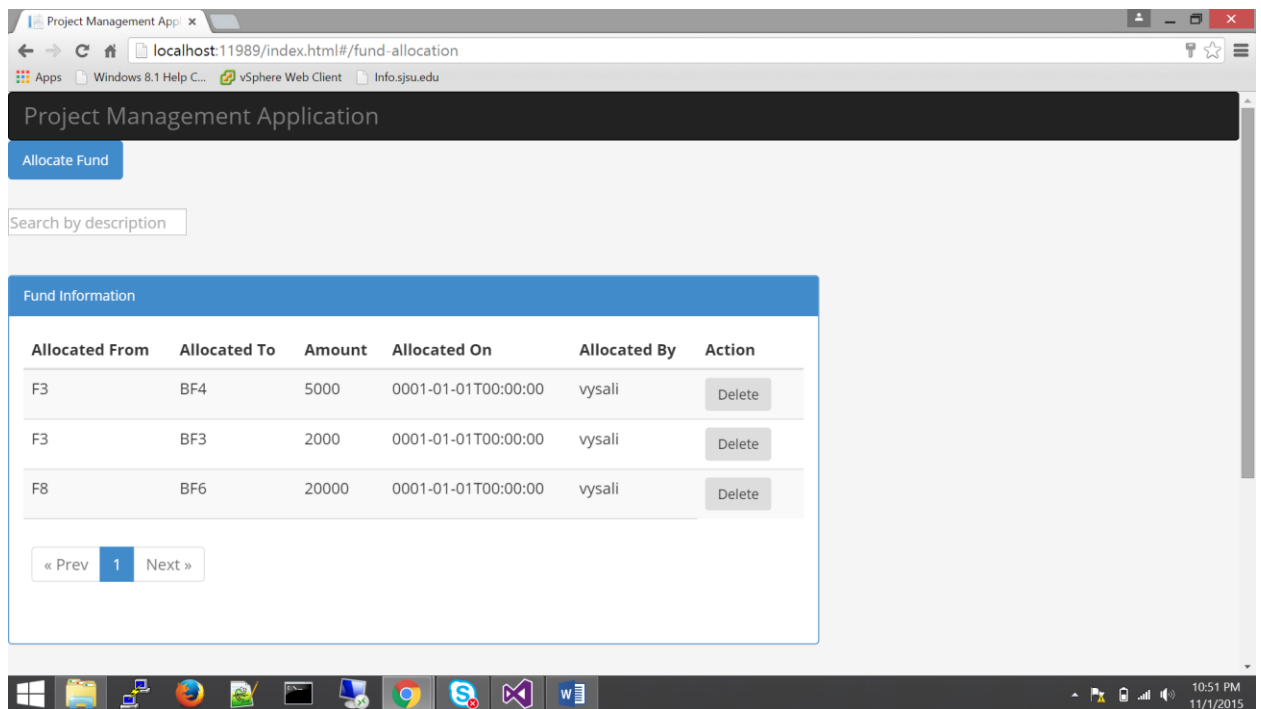 Project Management Appl
localhost:11989/index.html#/fund-allocation
Apps Windows 8.1 Help C... vSphere Web Client Info.sjsu.edu
Project Management Application
Allocate Fund
Search by description
Fund Information
Allocated From Allocated To Amount Allocated On Allocated By Action
F3 BF4 5000 0001-01-01T00:00:00 vysali Delete
F3 BF3 2000 0001-01-01T00:00:00 vysali Delete
F8 BF6 20000 0001-01-01T00:00:00 vysali Delete
« Prev 1 Next »
10:51 PM
11/1/2015